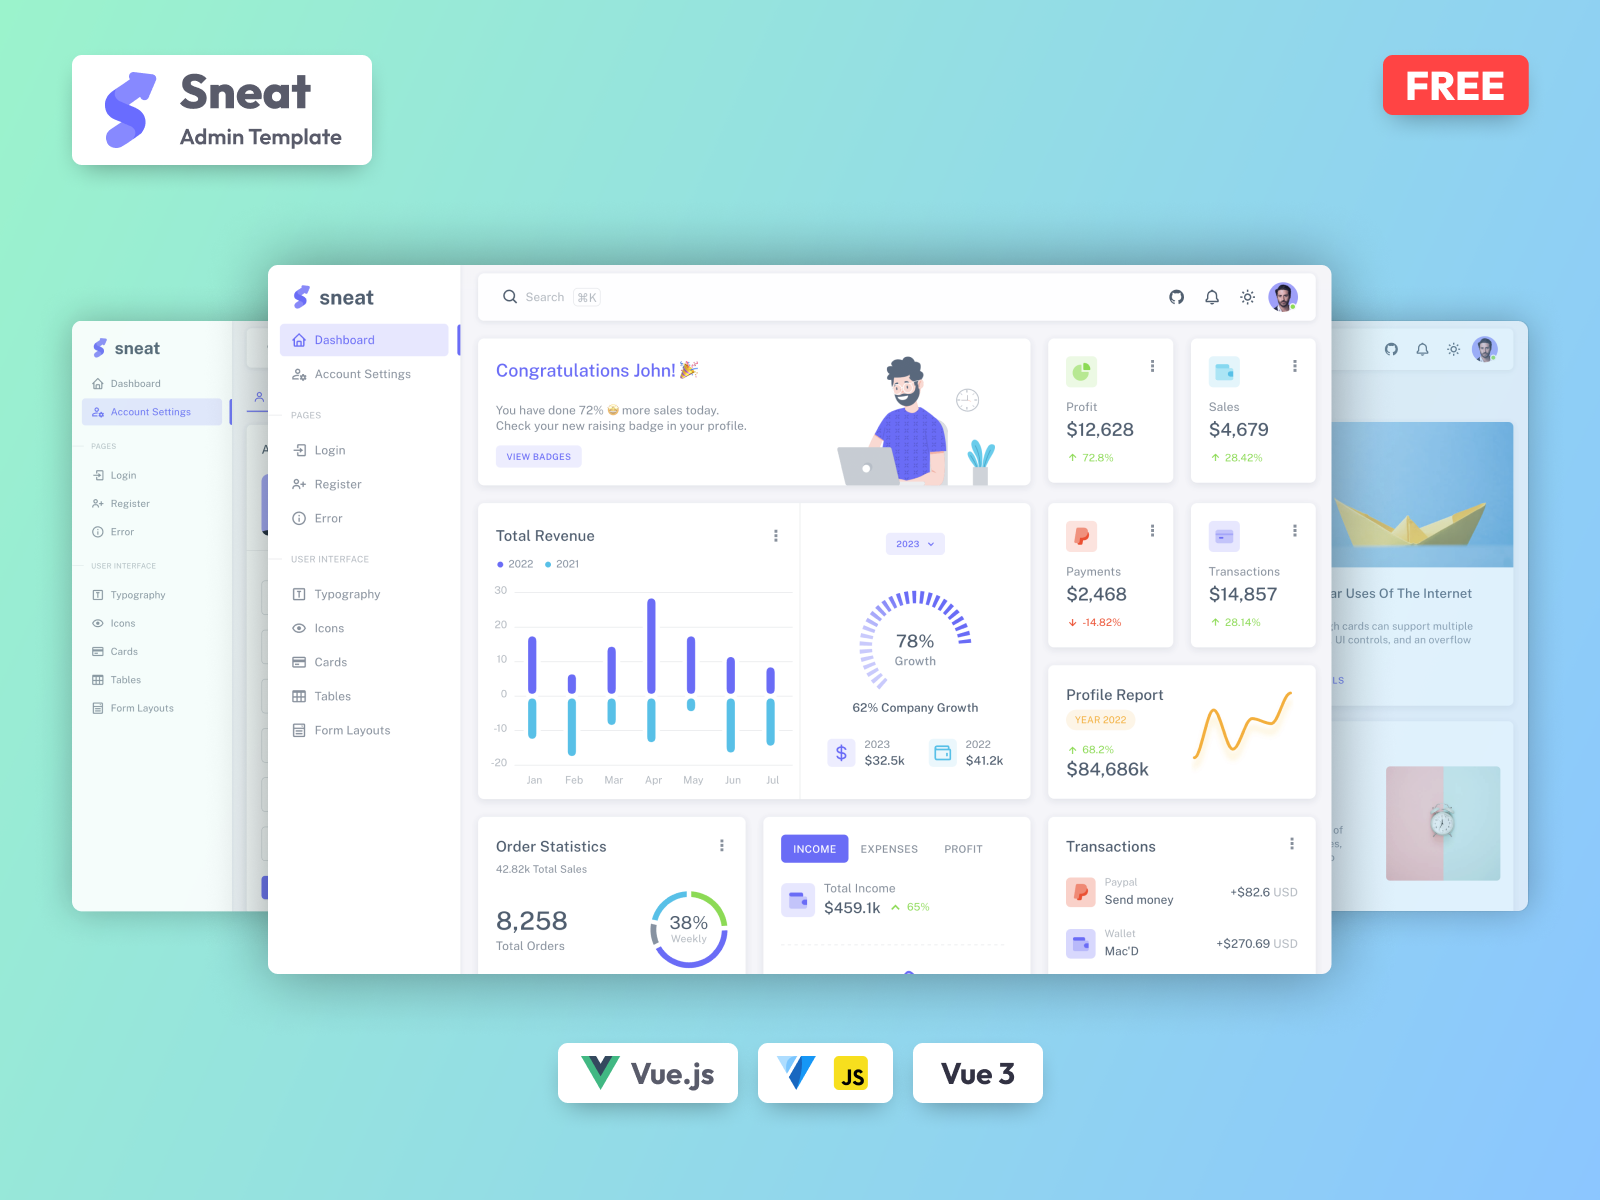 Sneat
Admin Template
FREE
sneat
Dashboard
Account Settings
PAGES
Login
Register
Error
USER INTERFACE
Typography
Icons
Cards
Tables
Form Layouts
sneat
Dashboard
Account Settings
PAGES
Login
Register
Error
USER INTERFACE
Typography
Icons
Cards
Tables
Form Layouts
Search ⌘K
Congratulations John! 🎉
You have done 72% 🤩 more sales today.
Check your new raising badge in your profile.
VIEW BADGES
Profit
$12,628
72.8%
Sales
$4,679
28.42%
Total Revenue
2022 2021
30
20
10
0
-10
-20
Jan Feb Mar Apr May Jun Jul
2023
78%
Growth
62% Company Growth
2023
$32.5k
2022
$41.2k
Payments
$2,468
-14.82%
Transactions
$14,857
28.14%
Profile Report
YEAR 2022
68.2%
$84,686k
Order Statistics
42.82k Total Sales
8,258
Total Orders
38%
Weekly
INCOME EXPENSES PROFIT
Total Income
$459.1k 65%
Transactions
Paypal
Send money
+$82.6 USD
Wallet
Mac'D
+$270.69 USD
Uses Of The Internet
cards can support multiple
UI controls, and an overflow
of
Vue.js
JS
Vue 3